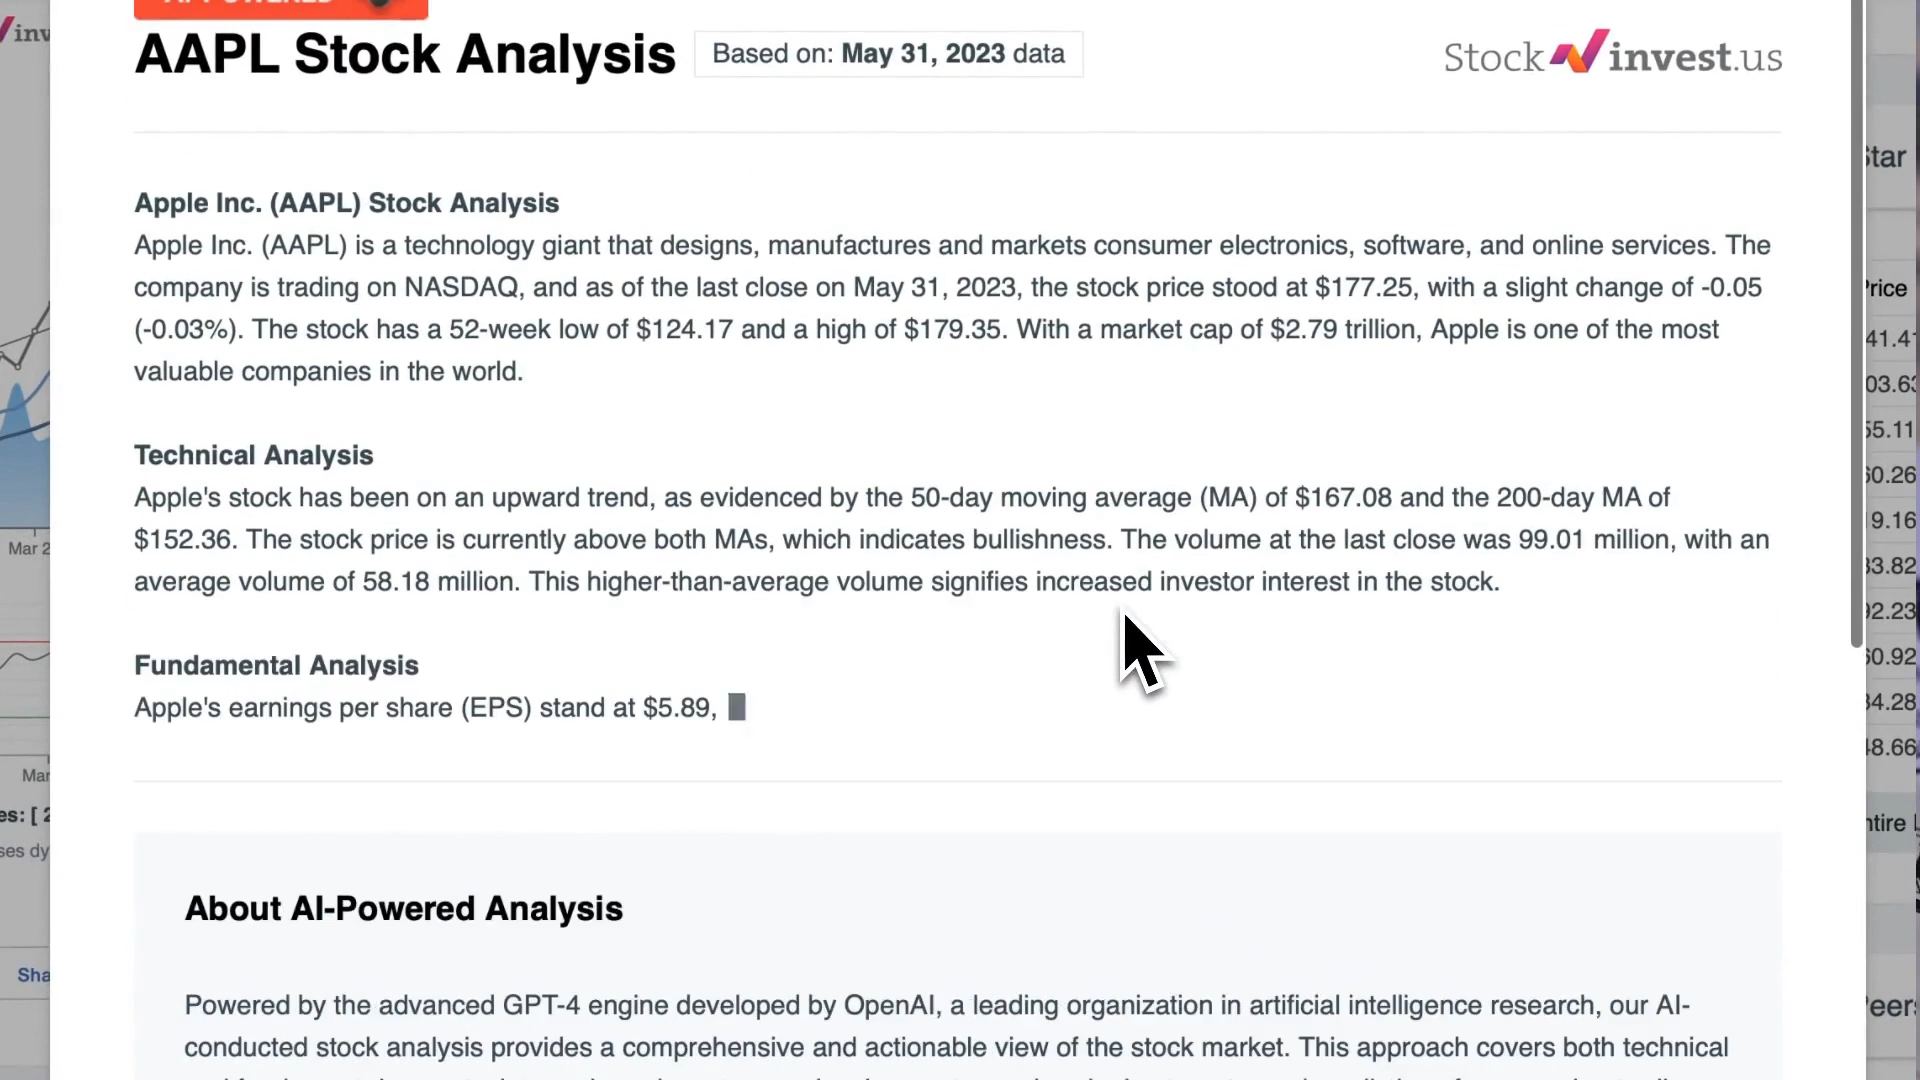 AAPL Stock Analysis
Based on: May 31, 2023 data
Stock invest.us
Apple Inc. (AAPL) Stock Analysis
Apple Inc. (AAPL) is a technology giant that designs, manufactures and markets consumer electronics, software, and online services. The
company is trading on NASDAQ, and as of the last close on May 31, 2023, the stock price stood at $177.25, with a slight change of -0.05
(-0.03%). The stock has a 52-week low of $124.17 and a high of $179.35. With a market cap of $2.79 trillion, Apple is one of the most
valuable companies in the world.
Technical Analysis
Apple's stock has been on an upward trend, as evidenced by the 50-day moving average (MA) of $167.08 and the 200-day MA of
$152.36. The stock price is currently above both MAs, which indicates bullishness. The volume at the last close was 99.01 million, with an
average volume of 58.18 million. This higher-than-average volume signifies increased investor interest in the stock.
Fundamental Analysis
Apple's earnings per share (EPS) stand at $5.89,
About AI-Powered Analysis
Powered by the advanced GPT-4 engine developed by OpenAI, a leading organization in artificial intelligence research, our AI-
conducted stock analysis provides a comprehensive and actionable view of the stock market. This approach covers both technical